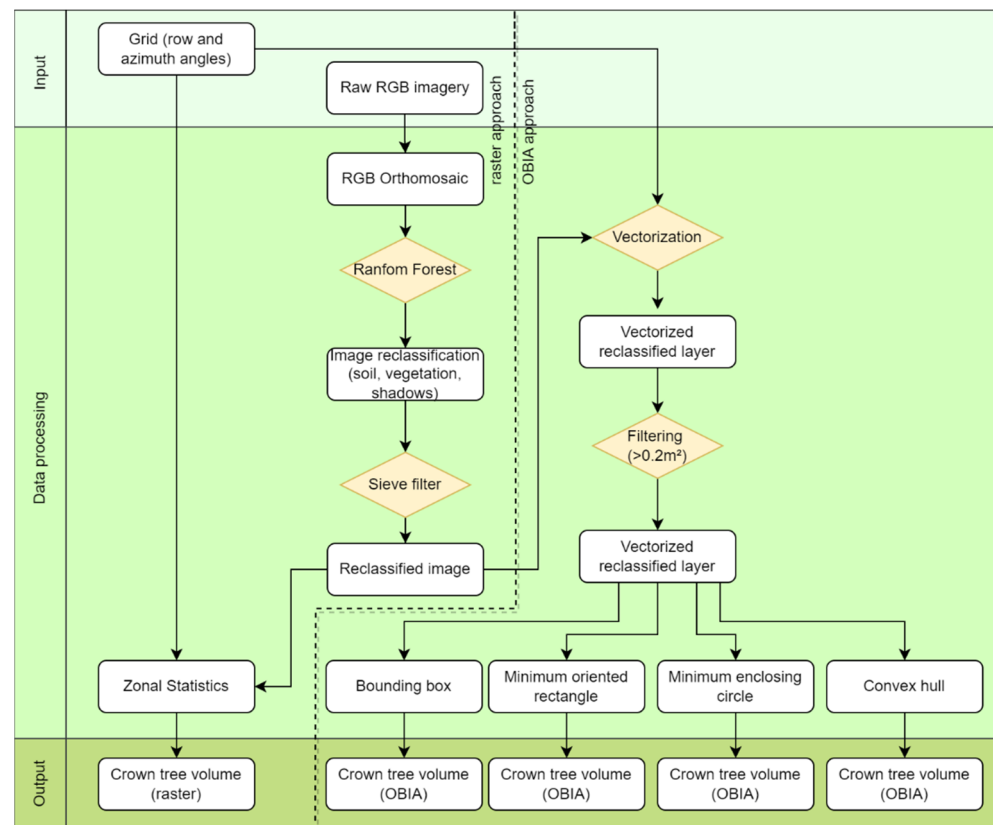 Input
Grid (row and
azimuth angles)
Raw RGB imagery
raster approach
OBIA approach
Data processing
RGB Orthomosaic
Ranfom Forest
Image reclassification
(soil, vegetation,
shadows)
Sieve filter
Reclassified image
Vectorization
Vectorized
reclassified layer
Filtering
(>0.2m²)
Vectorized
reclassified layer
Zonal Statistics
Bounding box
Minimum oriented
rectangle
Minimum enclosing
circle
Convex hull
Output
Crown tree volume
(raster)
Crown tree volume
(OBIA)
Crown tree volume
(OBIA)
Crown tree volume
(OBIA)
Crown tree volume
(OBIA)